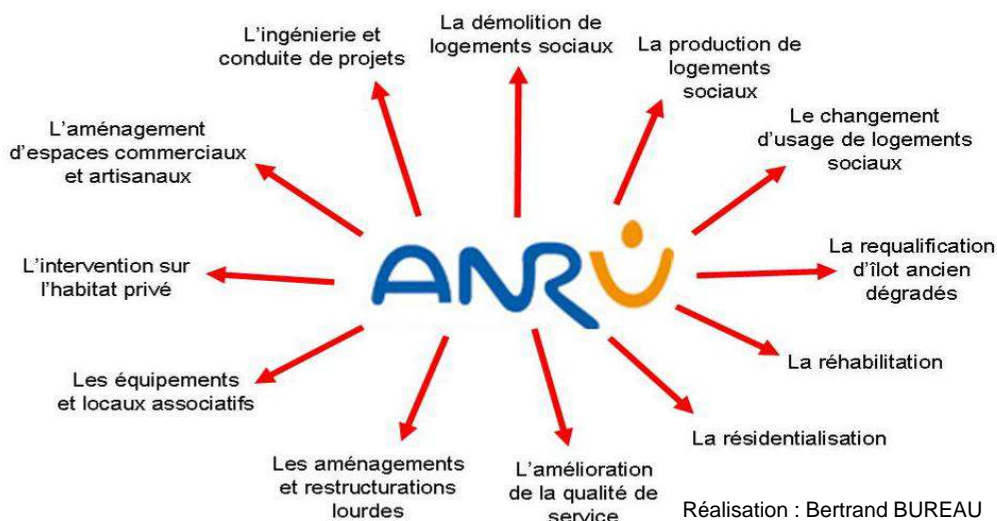 La démolition de
logements sociaux
La production de
logements
sociaux
Le changement
d'usage de logements
sociaux
La requalification
d'îlot ancien
dégradés
La réhabilitation
La résidentialisation
L'amélioration
de la qualité de
service
Les aménagements
et restructurations
lourdes
Les équipements
et locaux associatifs
L'intervention sur
l'habitat privé
L'aménagement
d'espaces commerciaux
et artisanaux
L'ingénierie et
conduite de projets
ANRU
Réalisation : Bertrand BUREAU